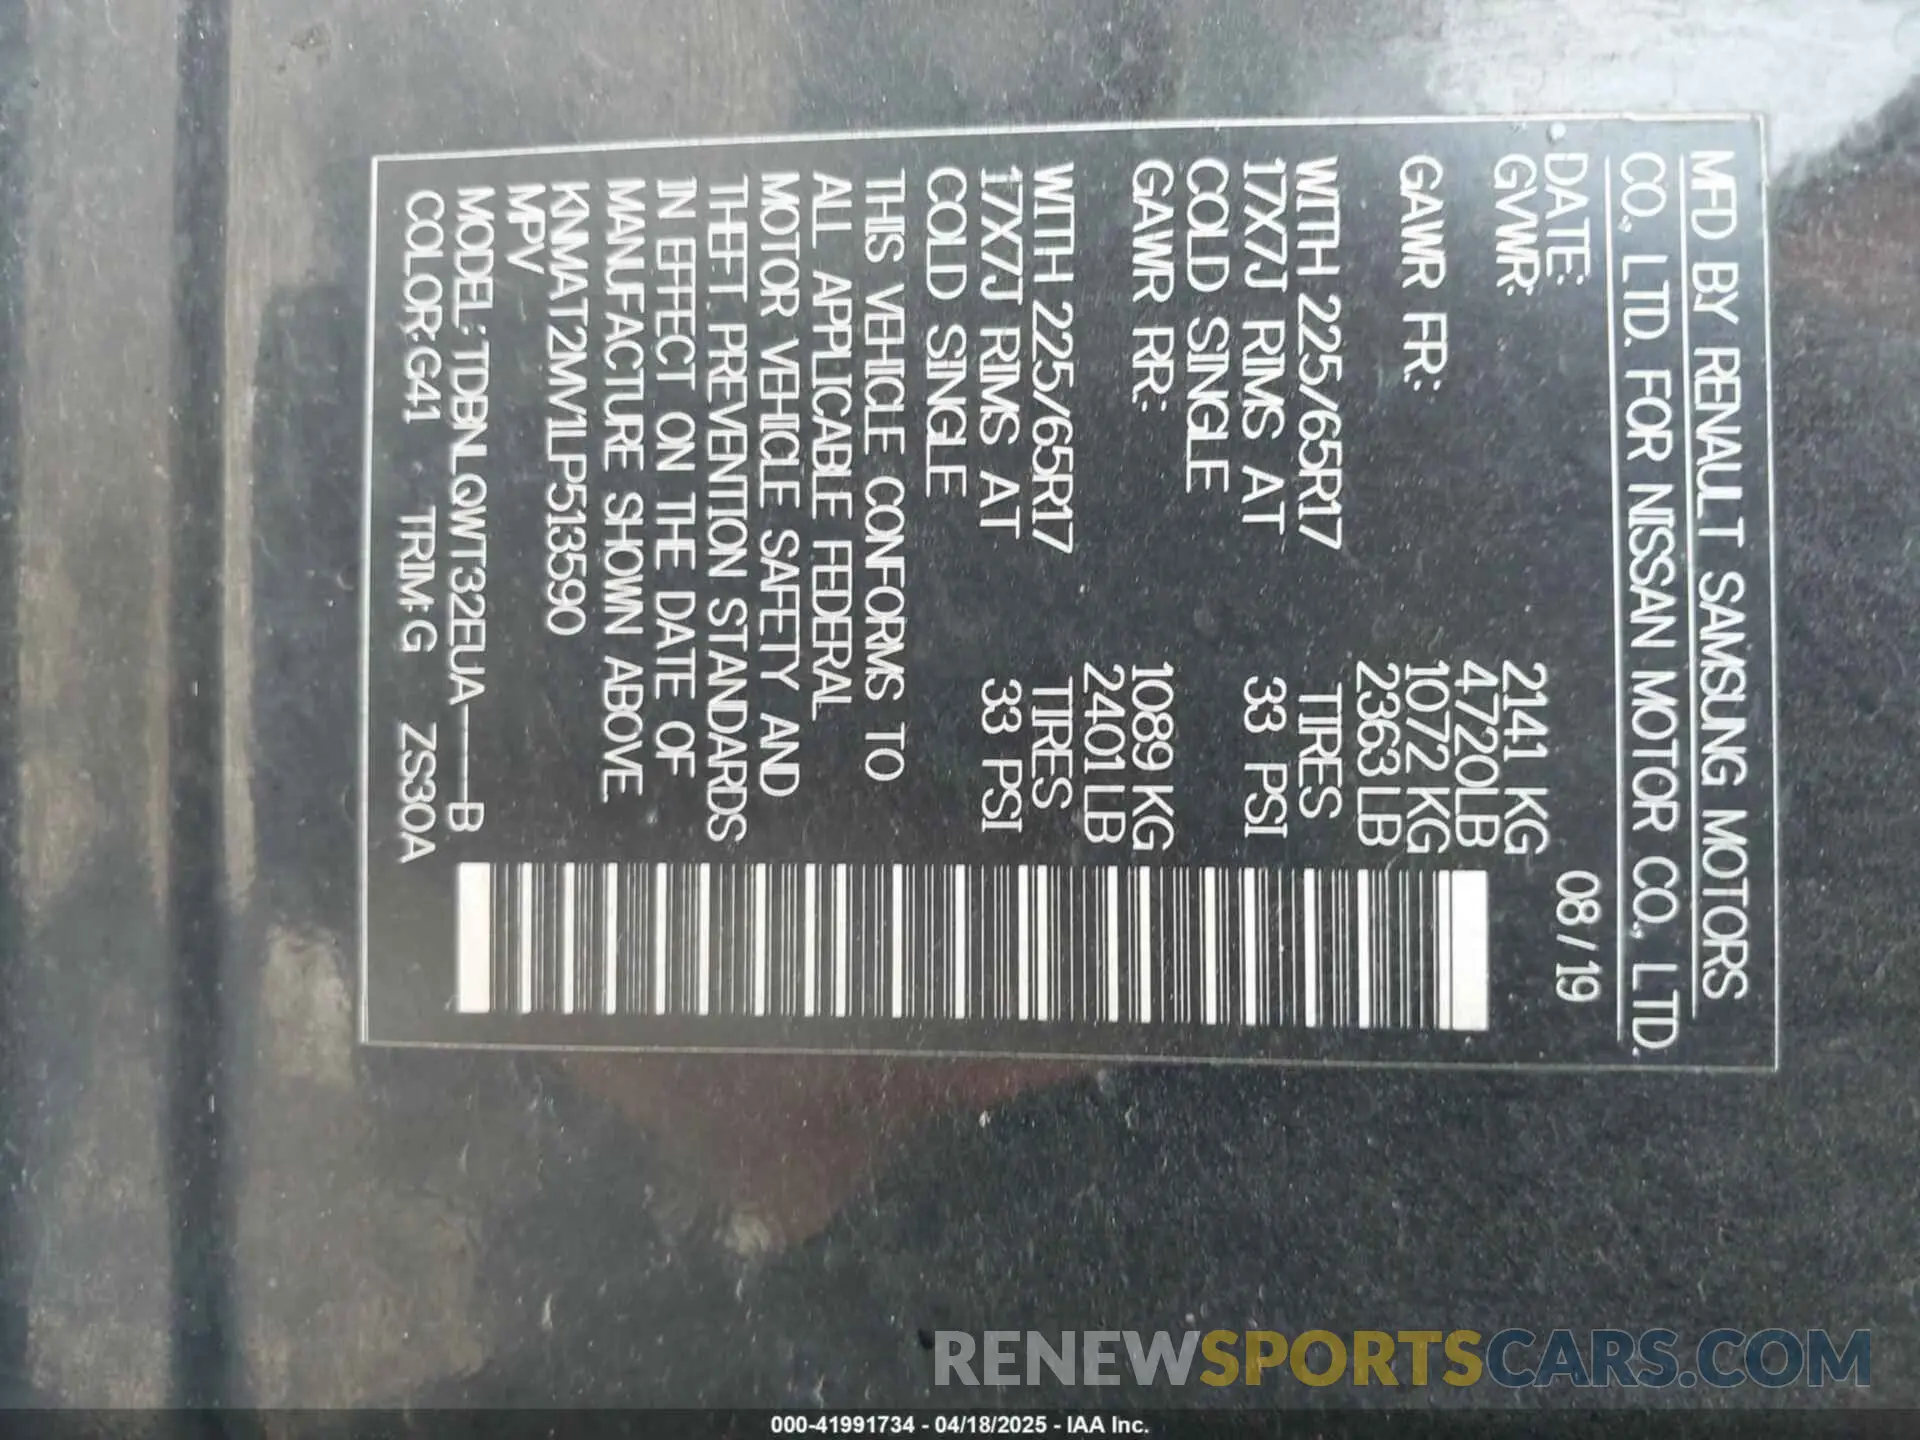 MFD BY RENAULT SAMSUNG MOTORS
CO., LTD. FOR NISSAN MOTOR CO., LTD.
DATE: 08/19
GVWR: 2141 KG
4720LB
GAWR FR: 1072 KG
2363 LB
WITH 225/65R17 TIRES
17X7J RIMS AT 33 PSI
COLD SINGLE
GAWR RR: 1089 KG
2401 LB
WITH 225/65R17 TIRES
17X7J RIMS AT 33 PSI
COLD SINGLE
THIS VEHICLE CONFORMS TO
ALL APPLICABLE FEDERAL
MOTOR VEHICLE SAFETY AND
THEFT PREVENTION STANDARDS
IN EFFECT ON THE DATE OF
MANUFACTURE SHOWN ABOVE.
KNMAT2MV1LP513590
MPV
MODEL: TDBNLQWT32EUA----B
COLOR: G41 TRIM: G ZS30A
RENEWSPORTSCARS.COM
000-41991734 - 04/18/2025 - IAA Inc.